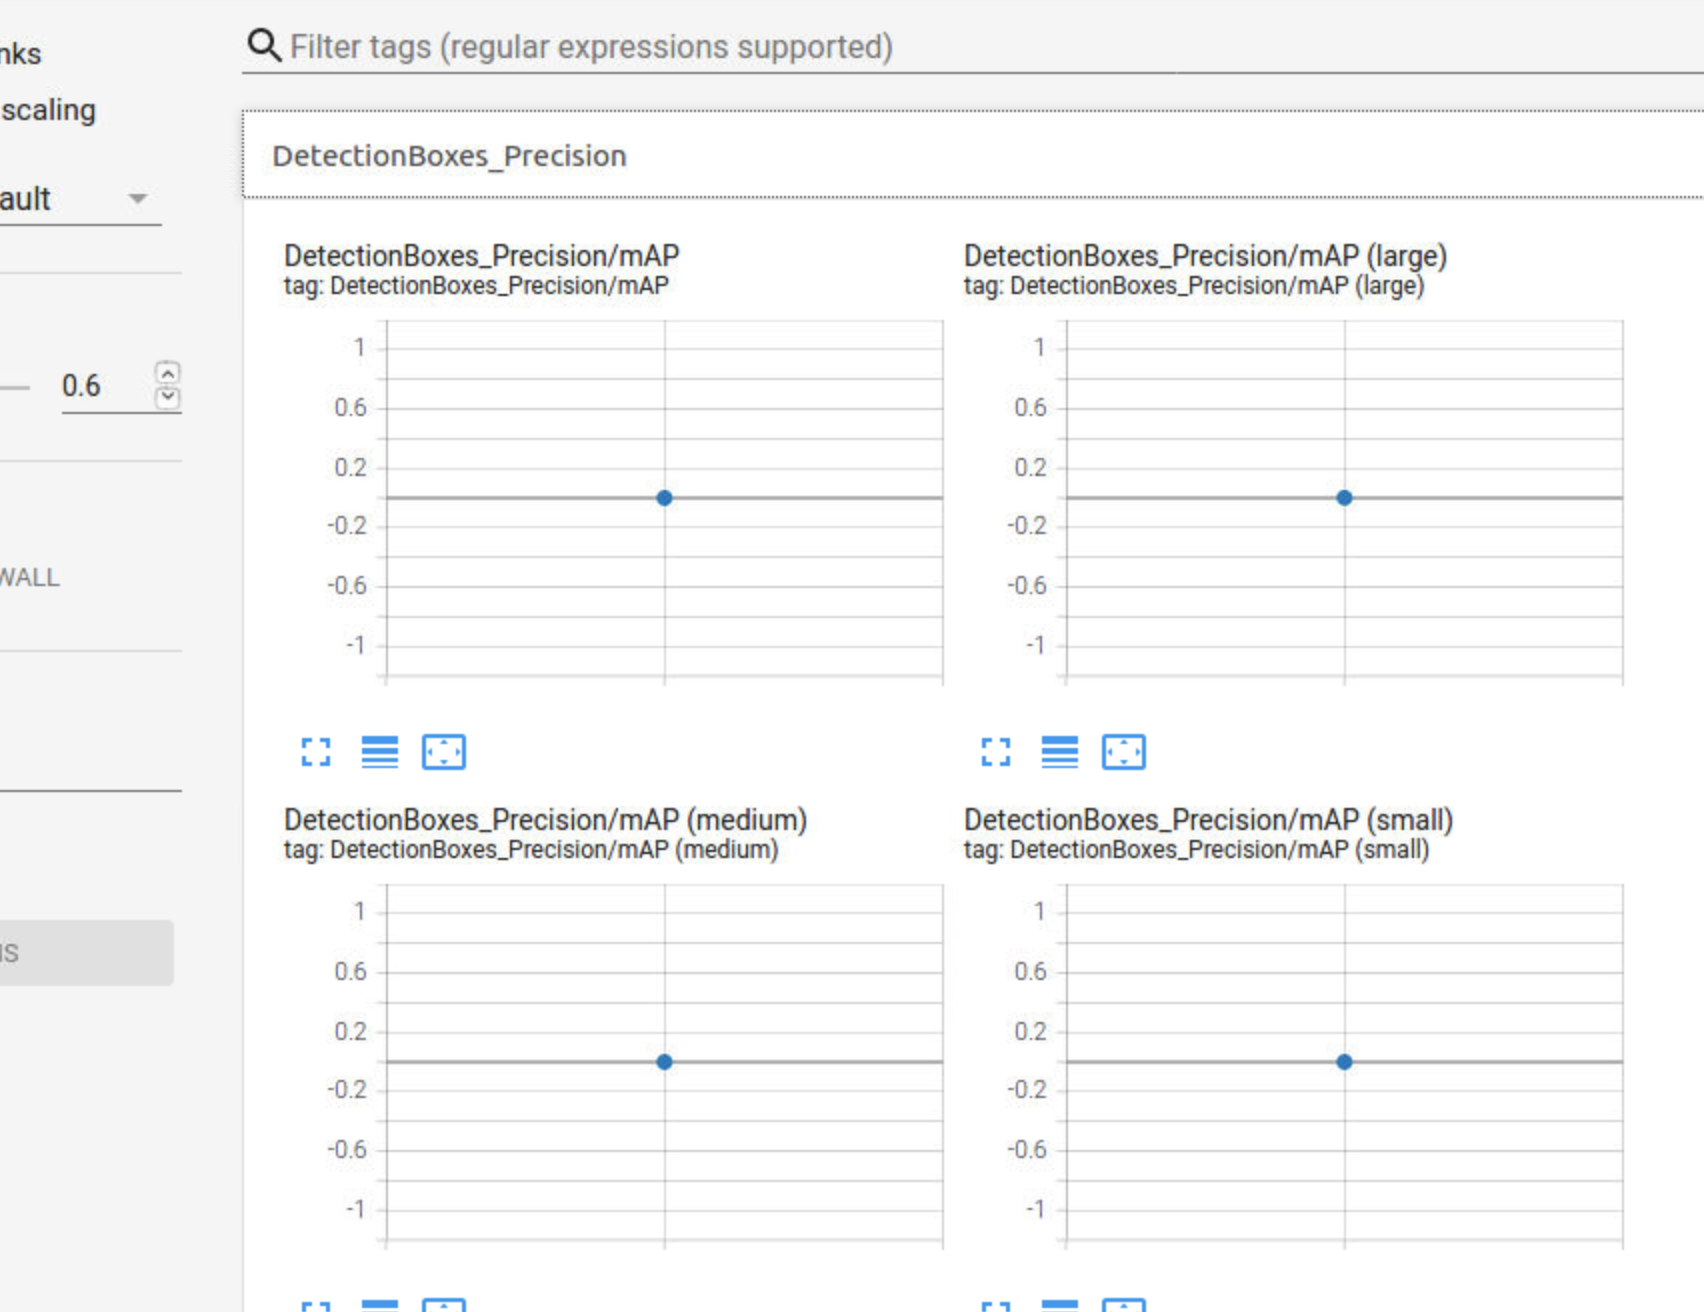 nks
scaling
ault
0.6
WALL
NS
Filter tags (regular expressions supported)
DetectionBoxes_Precision
DetectionBoxes_Precision/mAP
tag: DetectionBoxes_Precision/mAP
1
0.6
0.2
-0.2
-0.6
-1
DetectionBoxes_Precision/mAP (large)
tag: DetectionBoxes_Precision/mAP (large)
1
0.6
0.2
-0.2
-0.6
-1
DetectionBoxes_Precision/mAP (medium)
tag: DetectionBoxes_Precision/mAP (medium)
1
0.6
0.2
-0.2
-0.6
-1
DetectionBoxes_Precision/mAP (small)
tag: DetectionBoxes_Precision/mAP (small)
1
0.6
0.2
-0.2
-0.6
-1